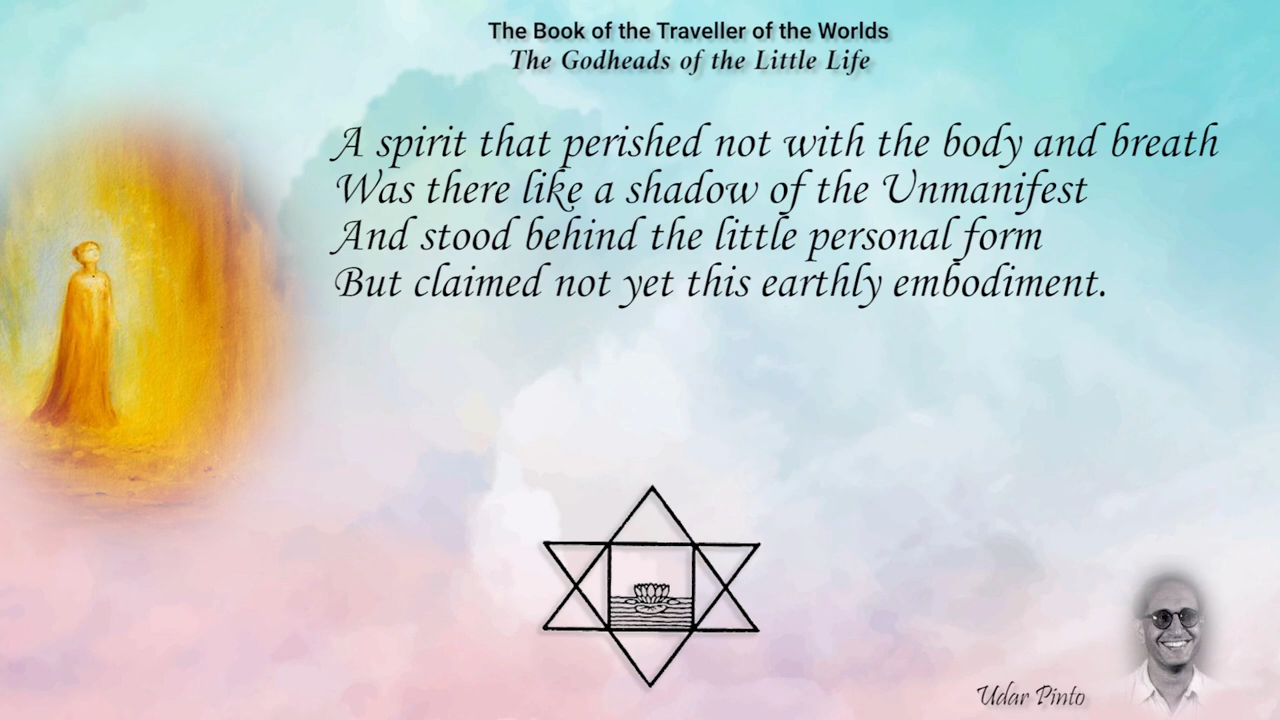 The Book of the Traveller of the Worlds
The Godheads of the Little Life
A spirit that perished not with the body and breath
Was there like a shadow of the Unmanifest
And stood behind the little personal form
But claimed not yet this earthly embodiment.
Udar Pinto